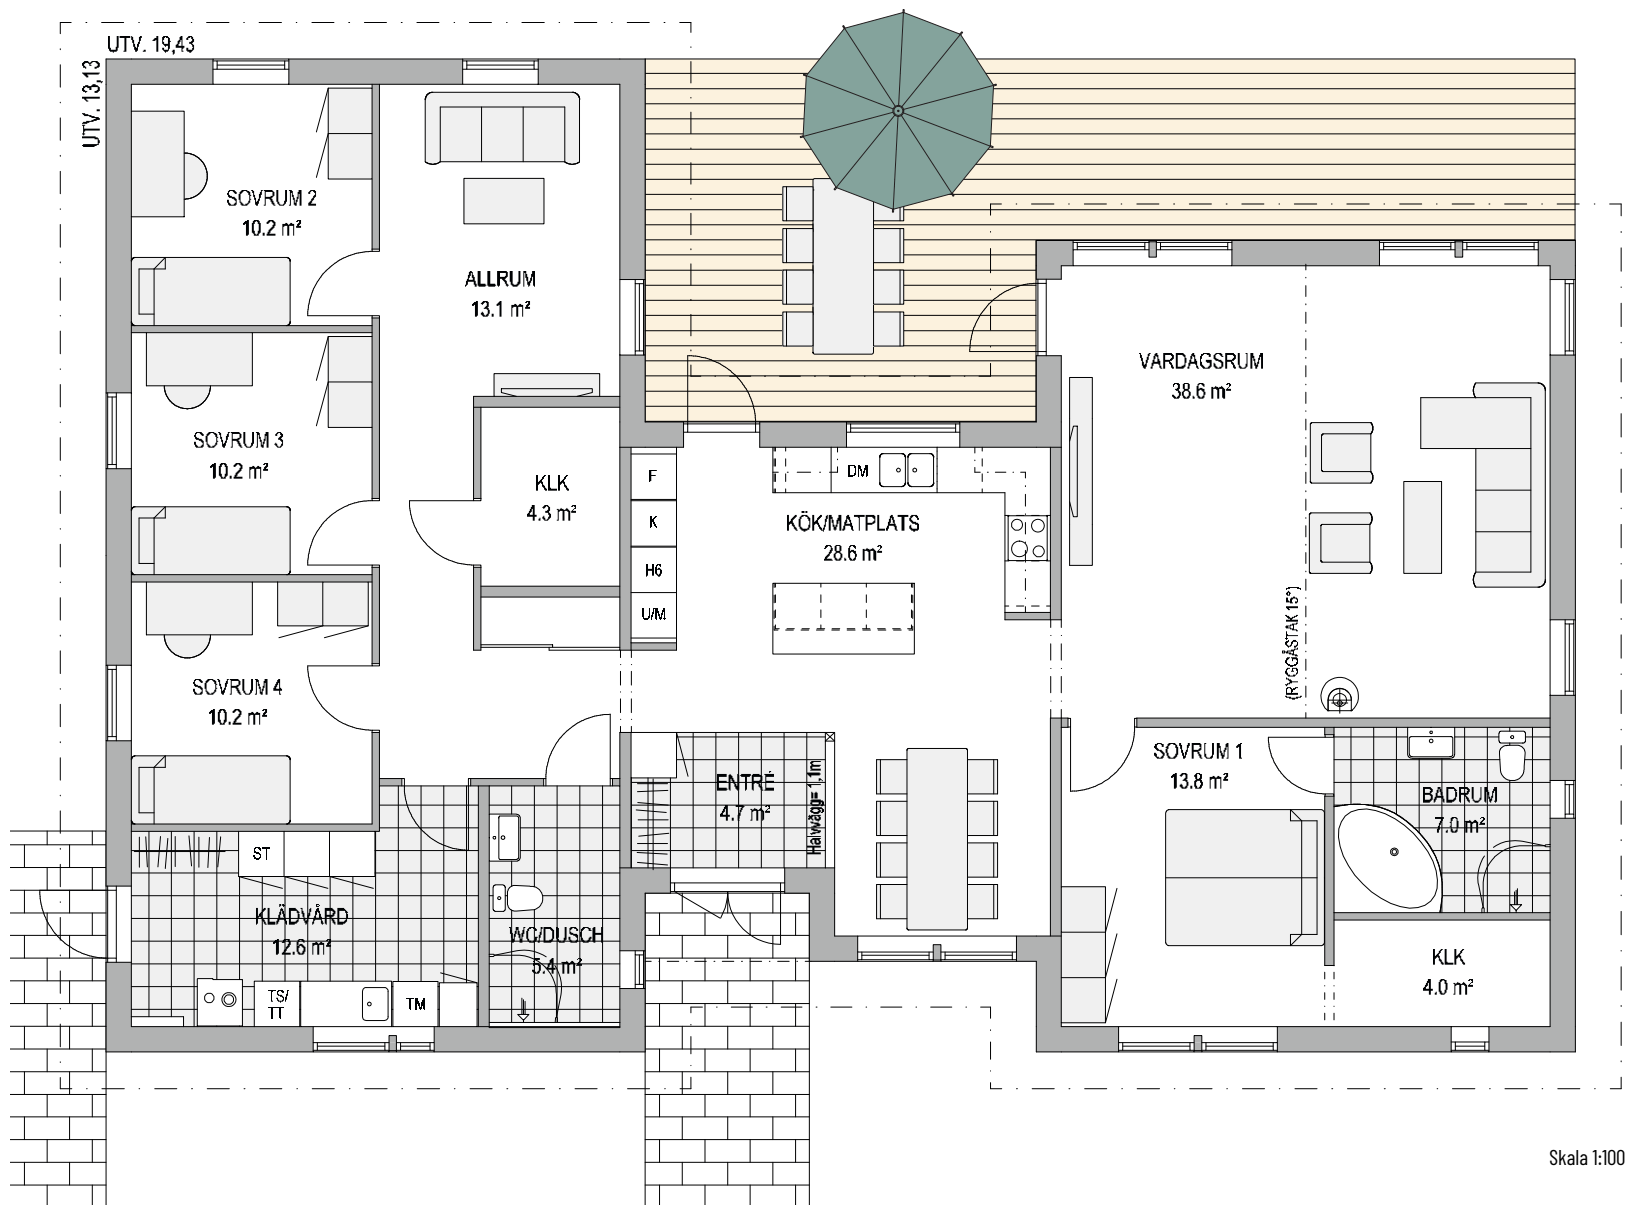 UTV. 19,43
UTV. 13,13
SOVRUM 2
10.2 m²
ALLRUM
13.1 m²
VARDAGSRUM
38.6 m²
SOVRUM 3
10.2 m²
KLK
4.3 m²
F
K
H6
U/M
DM
KÖK/MATPLATS
28.6 m²
(RYGGÅSTAK 15°)
SOVRUM 4
10.2 m²
ENTRÉ
4.7 m²
Halvvägg= 1,1m
SOVRUM 1
13.8 m²
BADRUM
7.0 m²
ST
KLÄDVÅRD
12.6 m²
WC/DUSCH
5.4 m²
KLK
4.0 m²
TS/
TT
TM
Skala 1:100